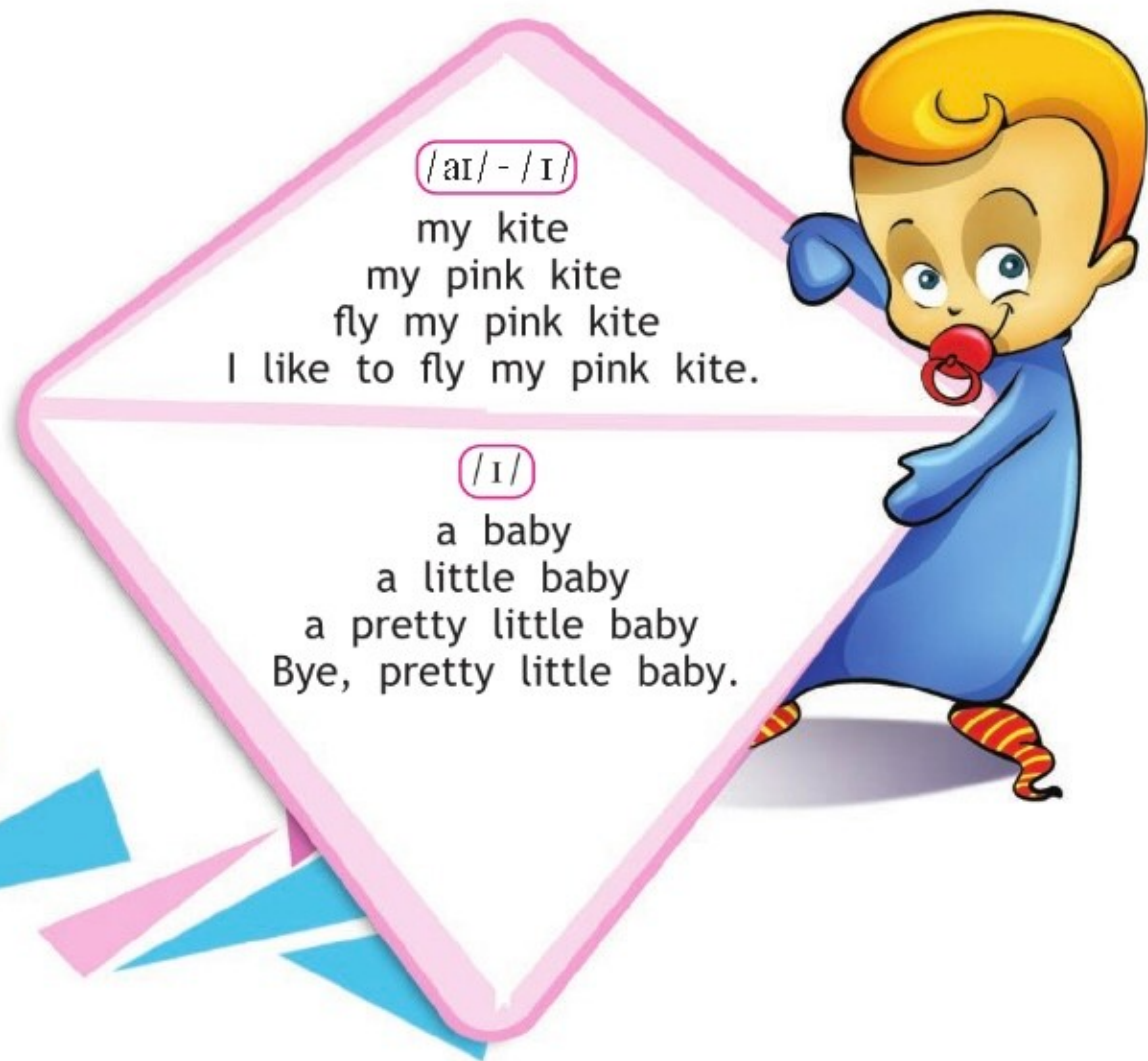 /aɪ/ - /ɪ/
my kite
my pink kite
fly my pink kite
I like to fly my pink kite.
/ɪ/
a baby
a little baby
a pretty little baby
Bye, pretty little baby.